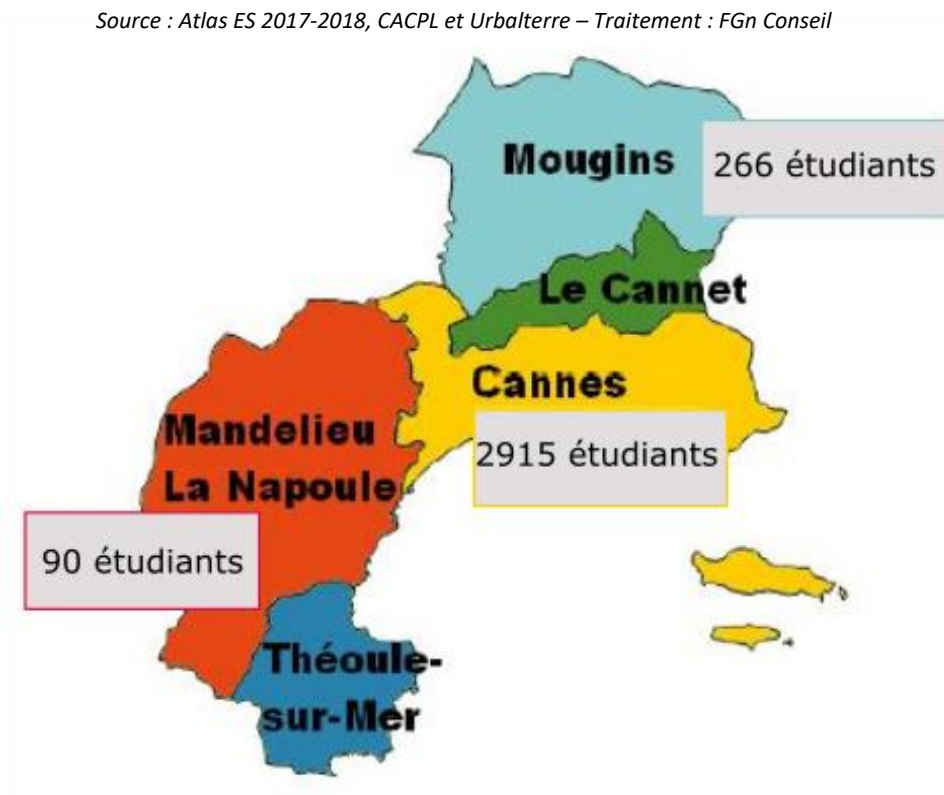 Source : Atlas ES 2017-2018, CACPL et Urbalterre – Traitement : FGn Conseil
Mougins
266 étudiants
Le Cannet
Cannes
2915 étudiants
Mandelieu
La Napoule
90 étudiants
Théoule-
sur-Mer